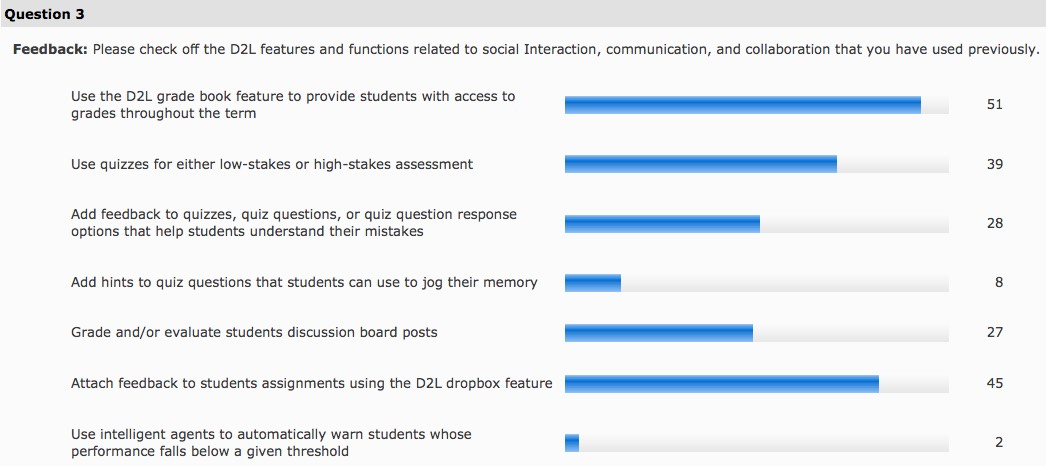 Question 3
Feedback: Please check off the D2L features and functions related to social Interaction, communication, and collaboration that you have used previously.
Use the D2L grade book feature to provide students with access to
grades throughout the term
51
Use quizzes for either low-stakes or high-stakes assessment
39
Add feedback to quizzes, quiz questions, or quiz question response
options that help students understand their mistakes
28
Add hints to quiz questions that students can use to jog their memory
8
Grade and/or evaluate students discussion board posts
27
Attach feedback to students assignments using the D2L dropbox feature
45
Use intelligent agents to automatically warn students whose
performance falls below a given threshold
2